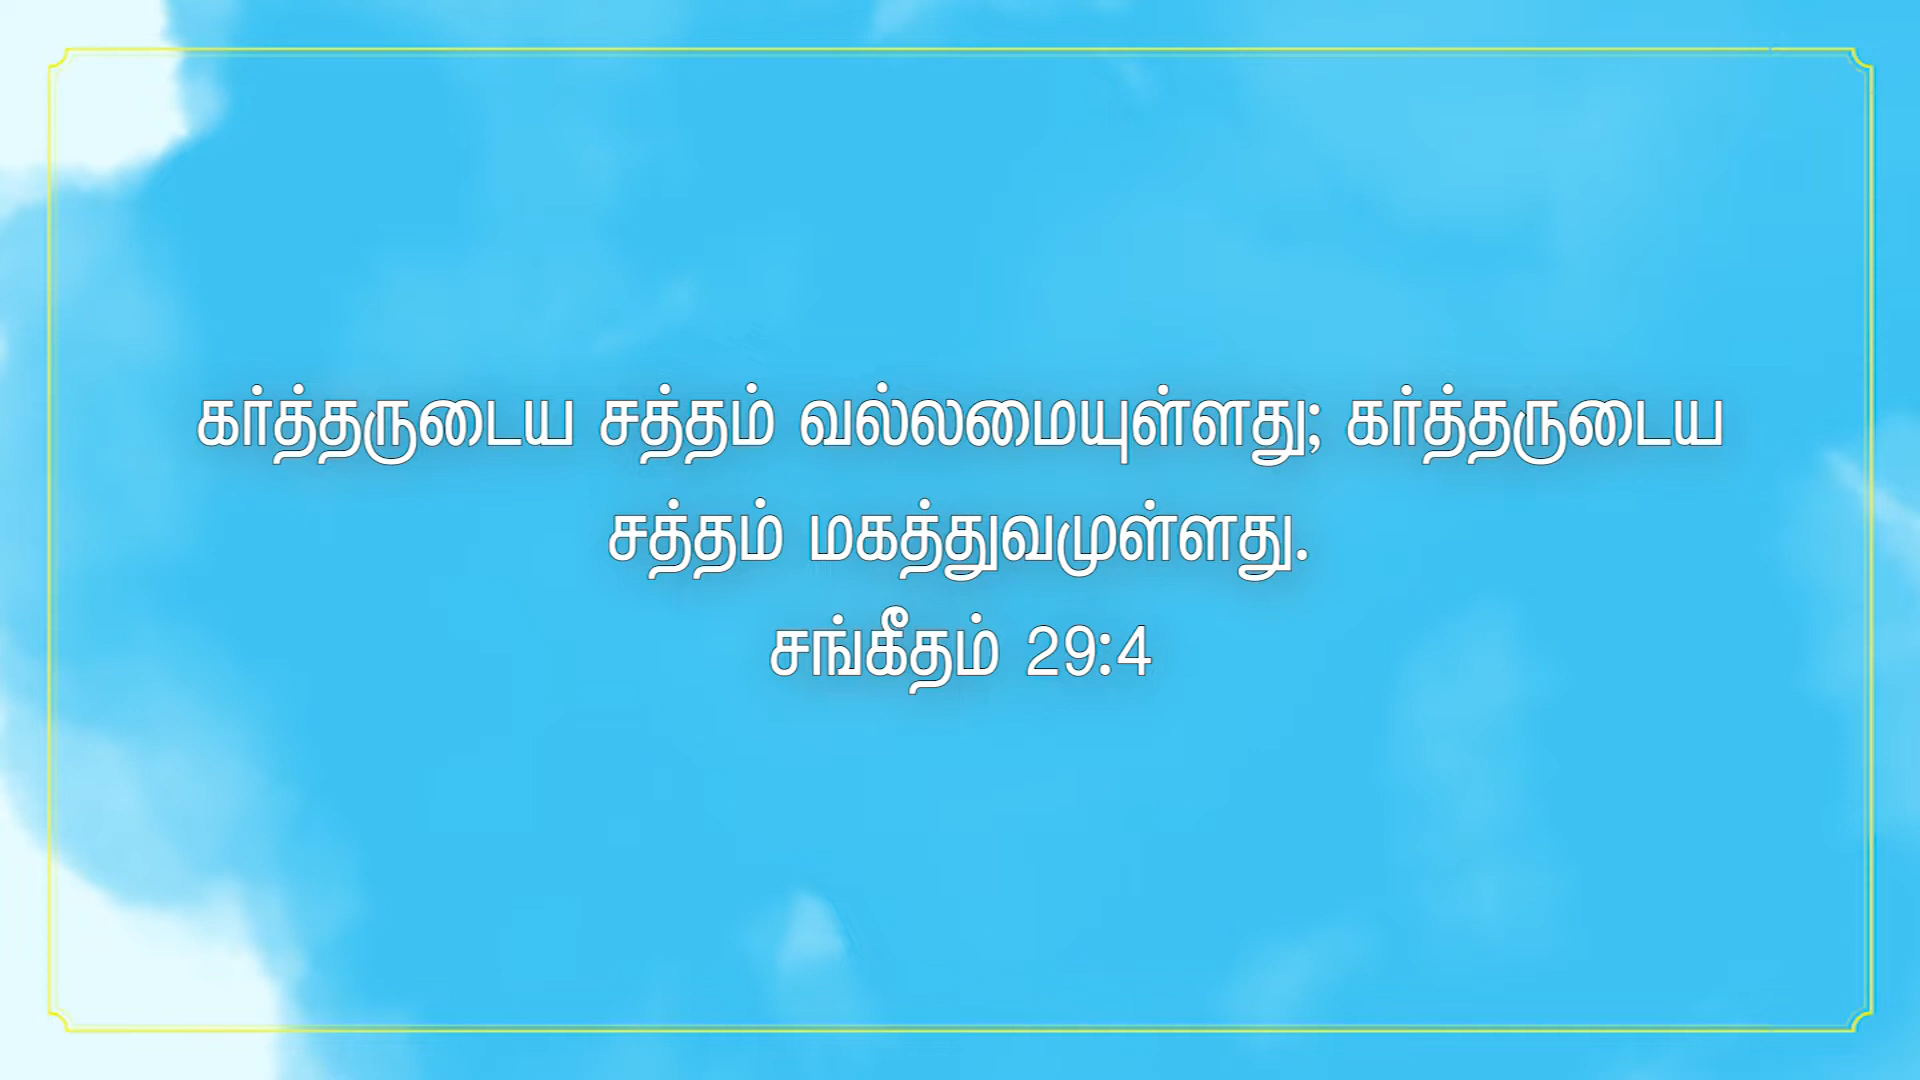 கர்த்தருடைய சத்தம் வல்லமையுள்ளது; கர்த்தருடைய
சத்தம் மகத்துவமுள்ளது.
சங்கீதம் 29:4